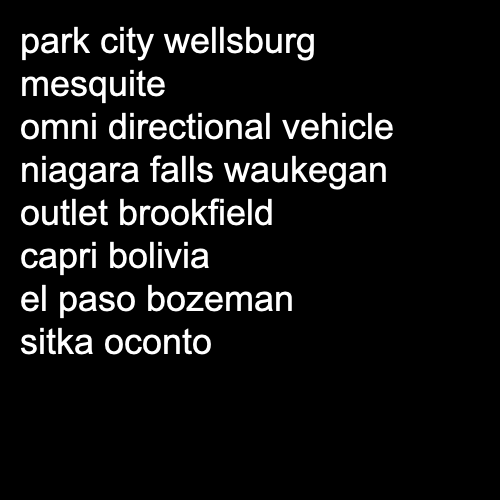 park city wellsburg
mesquite
omni directional vehicle
niagara falls waukegan
outlet brookfield
capri bolivia
el paso bozeman
sitka oconto